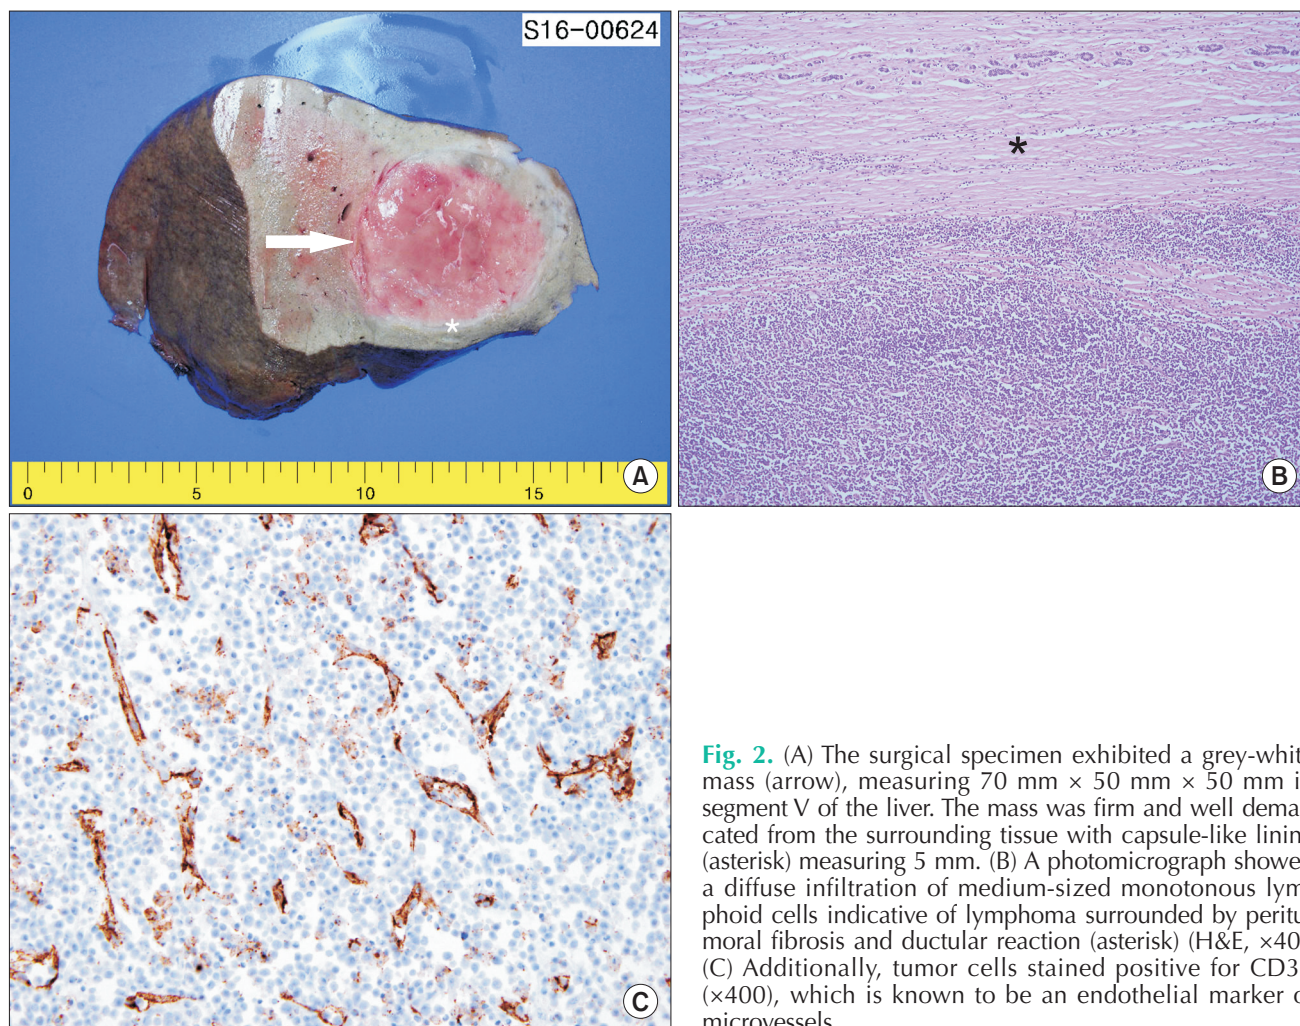 S16-00624
*
*
0 5 10 15
A
B
C
Fig. 2. (A) The surgical specimen exhibited a grey-whit
mass (arrow), measuring 70 mm × 50 mm × 50 mm i
segment V of the liver. The mass was firm and well demar
cated from the surrounding tissue with capsule-like linin
(asterisk) measuring 5 mm. (B) A photomicrograph showe
a diffuse infiltration of medium-sized monotonous lym
phoid cells indicative of lymphoma surrounded by peritu
moral fibrosis and ductular reaction (asterisk) (H&E, ×40
(C) Additionally, tumor cells stained positive for CD3
(×400), which is known to be an endothelial marker o
microvessels